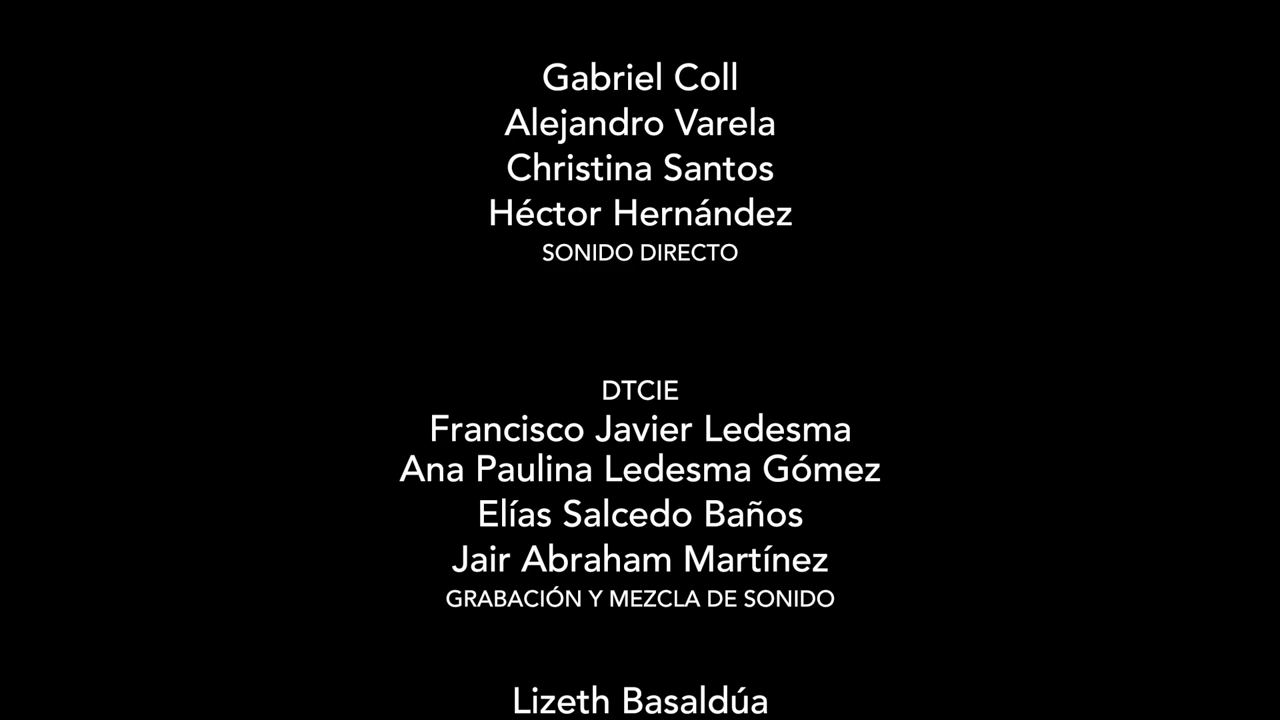 Gabriel Coll
Alejandro Varela
Christina Santos
Héctor Hernández
SONIDO DIRECTO
DTCIE
Francisco Javier Ledesma
Ana Paulina Ledesma Gómez
Elías Salcedo Baños
Jair Abraham Martínez
GRABACIÓN Y MEZCLA DE SONIDO
Lizeth Basaldúa